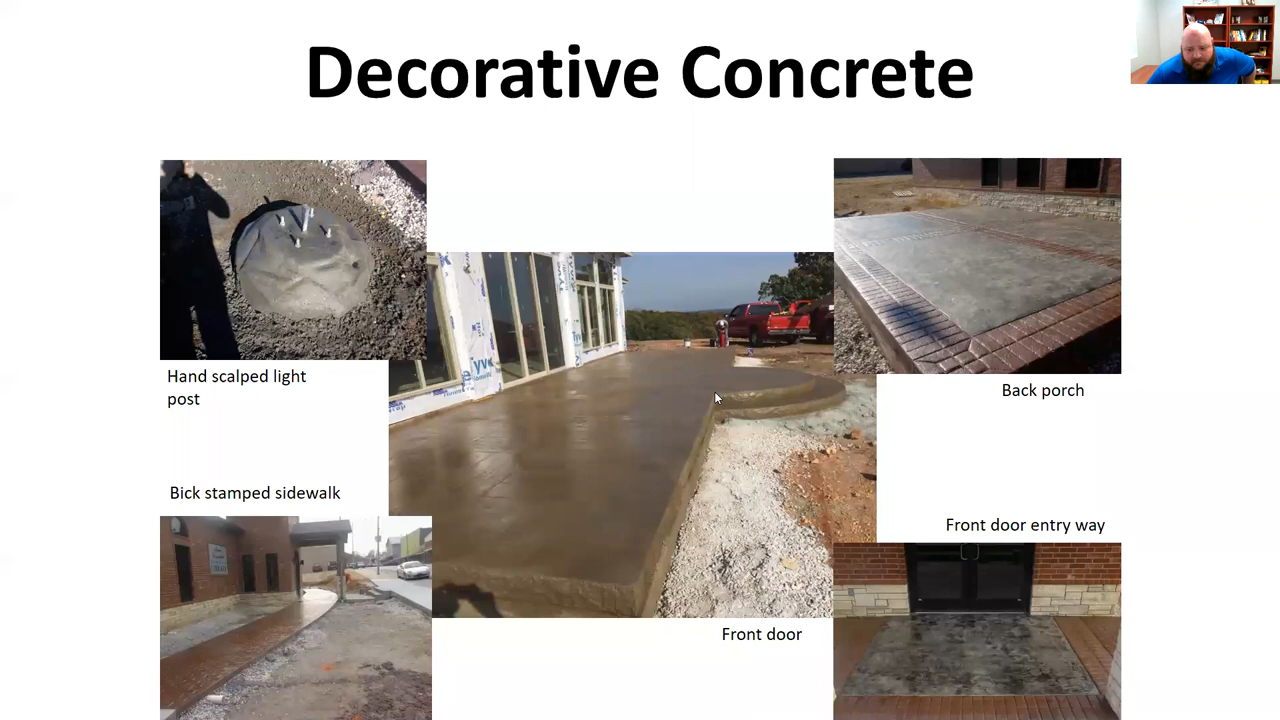 Decorative Concrete
Hand scalped light
post
Back porch
Bick stamped sidewalk
Front door entry way
Front door